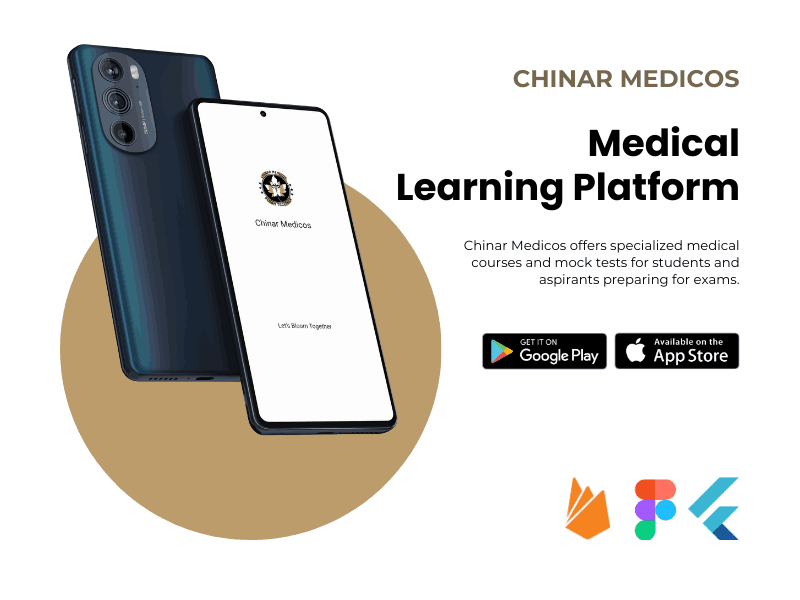 CHINAR MEDICOS
Medical
Learning Platform
Chinar Medicos offers specialized medical
courses and mock tests for students and
aspirants preparing for exams.
GET IT ON
Google Play
Available on the
App Store
Chinar Medicos
Let's Bloom Together